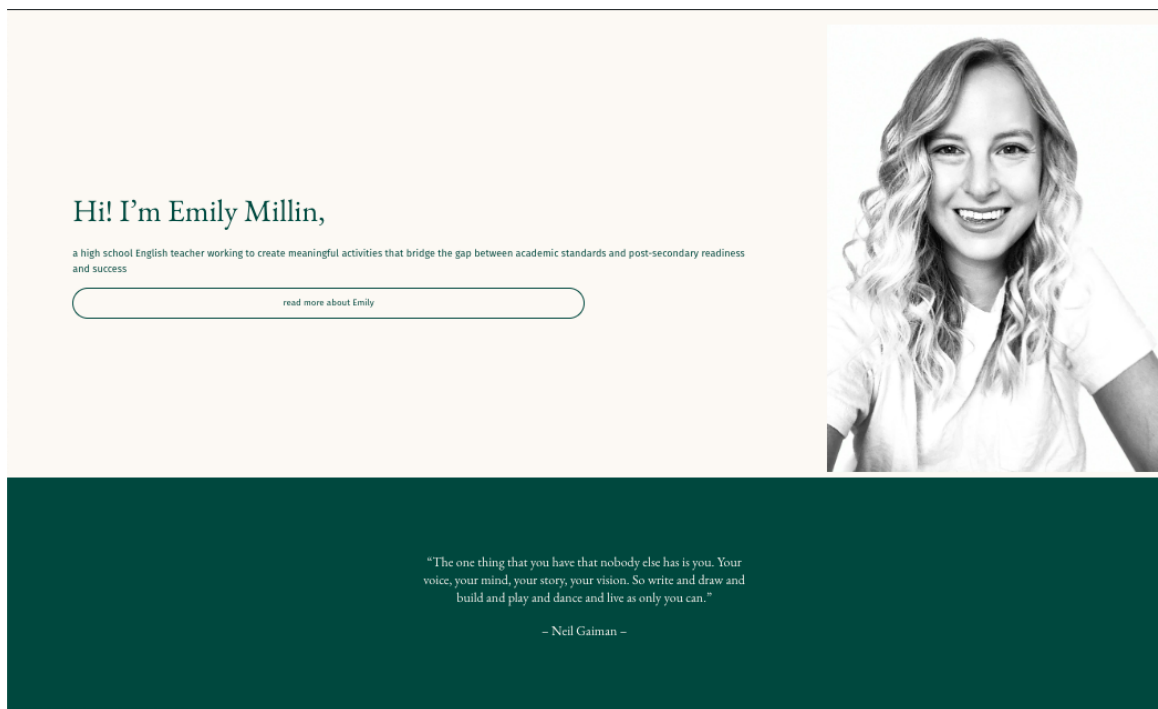 Hi! I’m Emily Millin,
a high school English teacher working to create meaningful activities that bridge the gap between academic standards and post-secondary readiness
and success
read more about Emily
“The one thing that you have that nobody else has is you. Your
voice, your mind, your story, your vision. So write and draw and
build and play and dance and live as only you can.”
– Neil Gaiman –